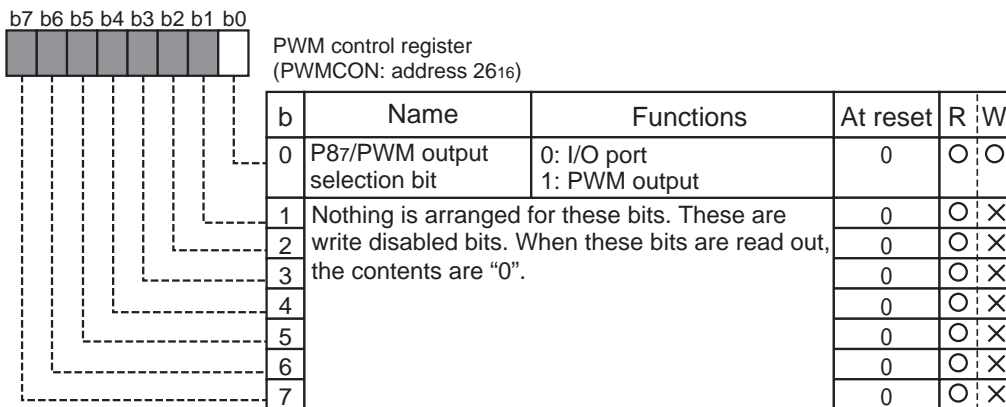 b7 b6 b5 b4 b3 b2 b1 b0
PWM control register
(PWMCON: address 2616)
b Name Functions At reset R W
0 P87/PWM output selection bit 0: I/O port 1: PWM output 0 O O
1 Nothing is arranged for these bits. These are 0 O ×
2 write disabled bits. When these bits are read out, 0 O ×
3 the contents are “0”. 0 O ×
4 0 O ×
5 0 O ×
6 0 O ×
7 0 O ×